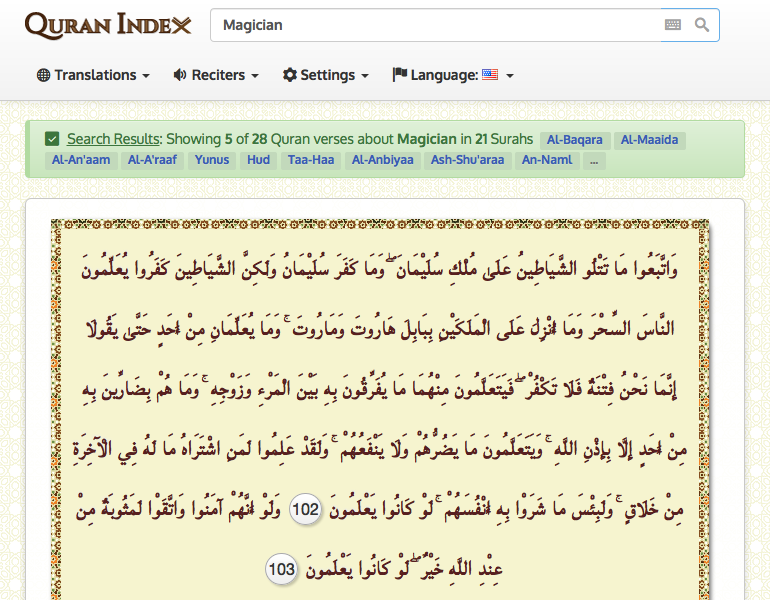 QURAN INDEX
Magician
Translations Reciters Settings Language:
Search Results: Showing 5 of 28 Quran verses about Magician in 21 Surahs Al-Baqara Al-Maaida
Al-An'aam Al-A'raaf Yunus Hud Taa-Haa Al-Anbiyaa Ash-Shu'araa An-Naml ...
وَاتَّبَعُوا مَا تَتْلُو الشَّيَاطِينُ عَلَىٰ مُلْكِ سُلَيْمَانَ ۖ وَمَا كَفَرَ سُلَيْمَانُ وَلَٰكِنَّ الشَّيَاطِينَ كَفَرُوا يُعَلِّمُونَ
النَّاسَ السِّحْرَ وَمَا أُنْزِلَ عَلَى الْمَلَكَيْنِ بِبَابِلَ هَارُوتَ وَمَارُوتَ ۚ وَمَا يُعَلِّمَانِ مِنْ أَحَدٍ حَتَّىٰ يَقُولَا
إِنَّمَا نَحْنُ فِتْنَةٌ فَلَا تَكْفُرْ ۖ فَيَتَعَلَّمُونَ مِنْهُمَا مَا يُفَرِّقُونَ بِهِ بَيْنَ الْمَرْءِ وَزَوْجِهِ ۚ وَمَا هُمْ بِضَارِّينَ بِهِ
مِنْ أَحَدٍ إِلَّا بِإِذْنِ اللَّهِ ۚ وَيَتَعَلَّمُونَ مَا يَضُرُّهُمْ وَلَا يَنْفَعُهُمْ ۚ وَلَقَدْ عَلِمُوا لَمَنِ اشْتَرَاهُ مَا لَهُ فِي الْآخِرَةِ
مِنْ خَلَاقٍ ۚ وَلَبِئْسَ مَا شَرَوْا بِهِ أَنْفُسَهُمْ ۚ لَوْ كَانُوا يَعْلَمُونَ 102 وَلَوْ أَنَّهُمْ آمَنُوا وَاتَّقَوْا لَمَثُوبَةٌ مِنْ
عِنْدِ اللَّهِ خَيْرٌ ۖ لَوْ كَانُوا يَعْلَمُونَ 103